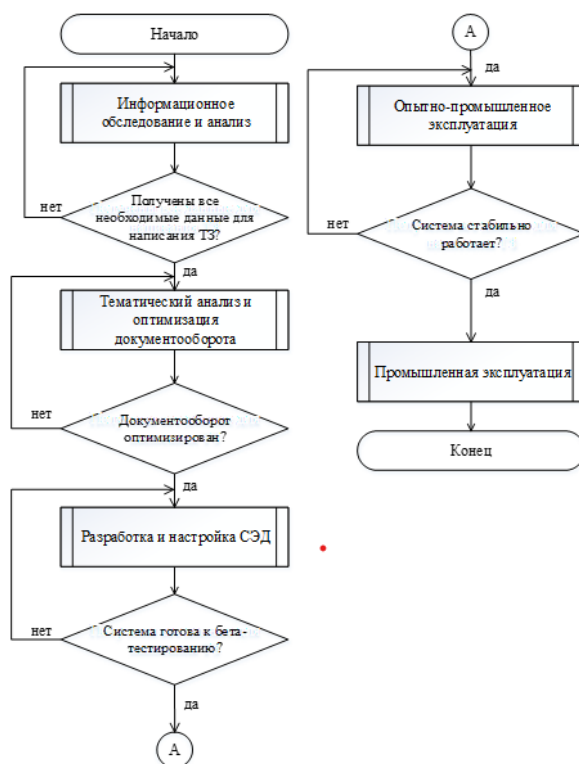 Начало
Информационное
обследование и анализ
Получены все
необходимые данные для
написания ТЗ?
нет
да
Тематический анализ и
оптимизация
документооборота
Документооборот
оптимизирован?
нет
да
Разработка и настройка СЭД
Система готова к бета-
тестированию?
нет
да
А
А
да
Опытно-промышленное
эксплуатация
Система стабильно
работает?
нет
да
Промышленная эксплуатация
Конец